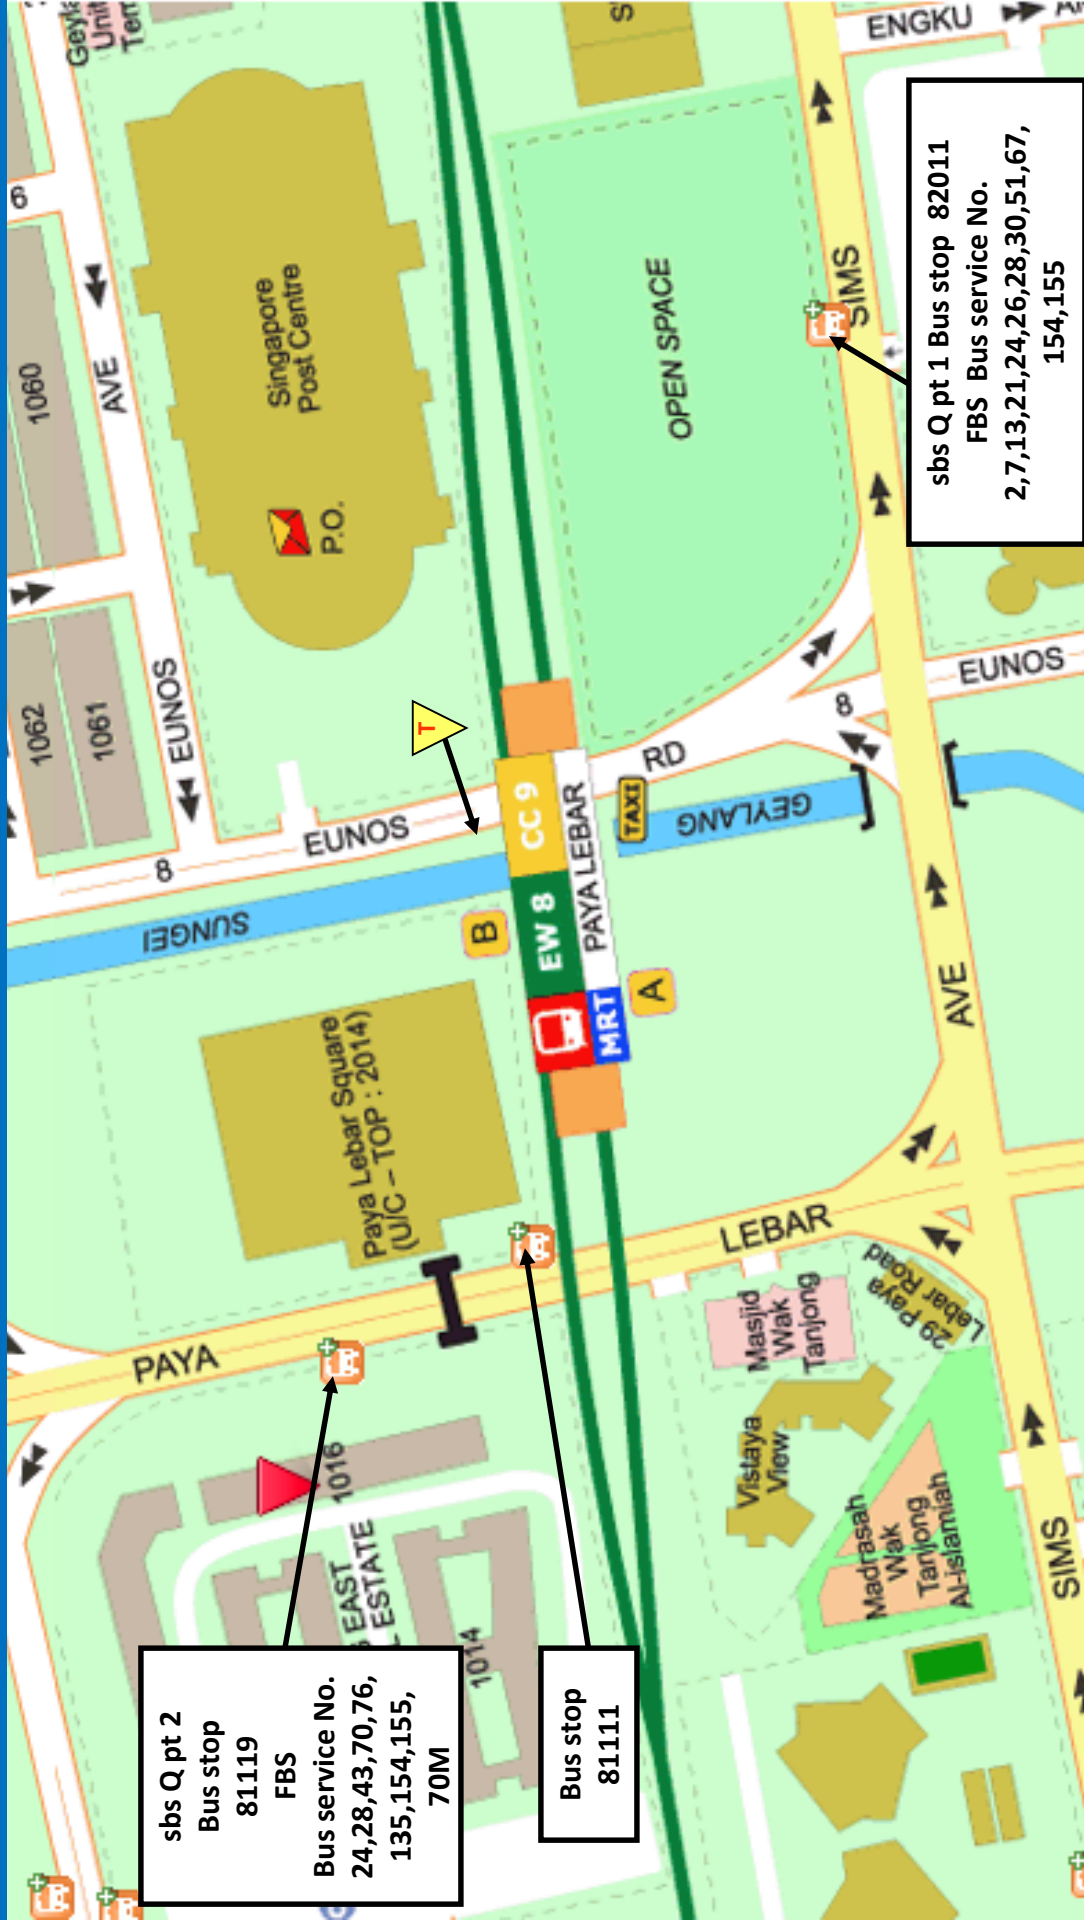 sbs Q pt 2
Bus stop
81119
FBS
Bus service No.
24,28,43,70,76,
135,154,155,
70M
Bus stop
81111
sbs Q pt 1 Bus stop 82011
FBS Bus service No.
2,7,13,21,24,26,28,30,51,67,
154,155
EAST
ESTATE
1014
1016
PAYA
LEBAR
Paya Lebar Square
(U/C – TOP : 2014)
SUNGEI
GEYLANG
8
EUNOS
RD
EUNOS
AVE
6
1062
1061
1060
Singapore
Post Centre
P.O.
T
B
EW 8
CC 9
MRT
PAYA LEBAR
A
TAXI
OPEN SPACE
8
EUNOS
SIMS
AVE
SIMS
ENGKU
Masjid
Wak
Tanjong
29 Paya
Lebar Road
Vistaya
View
Madrasah
Wak
Tanjong
Al-islamiah